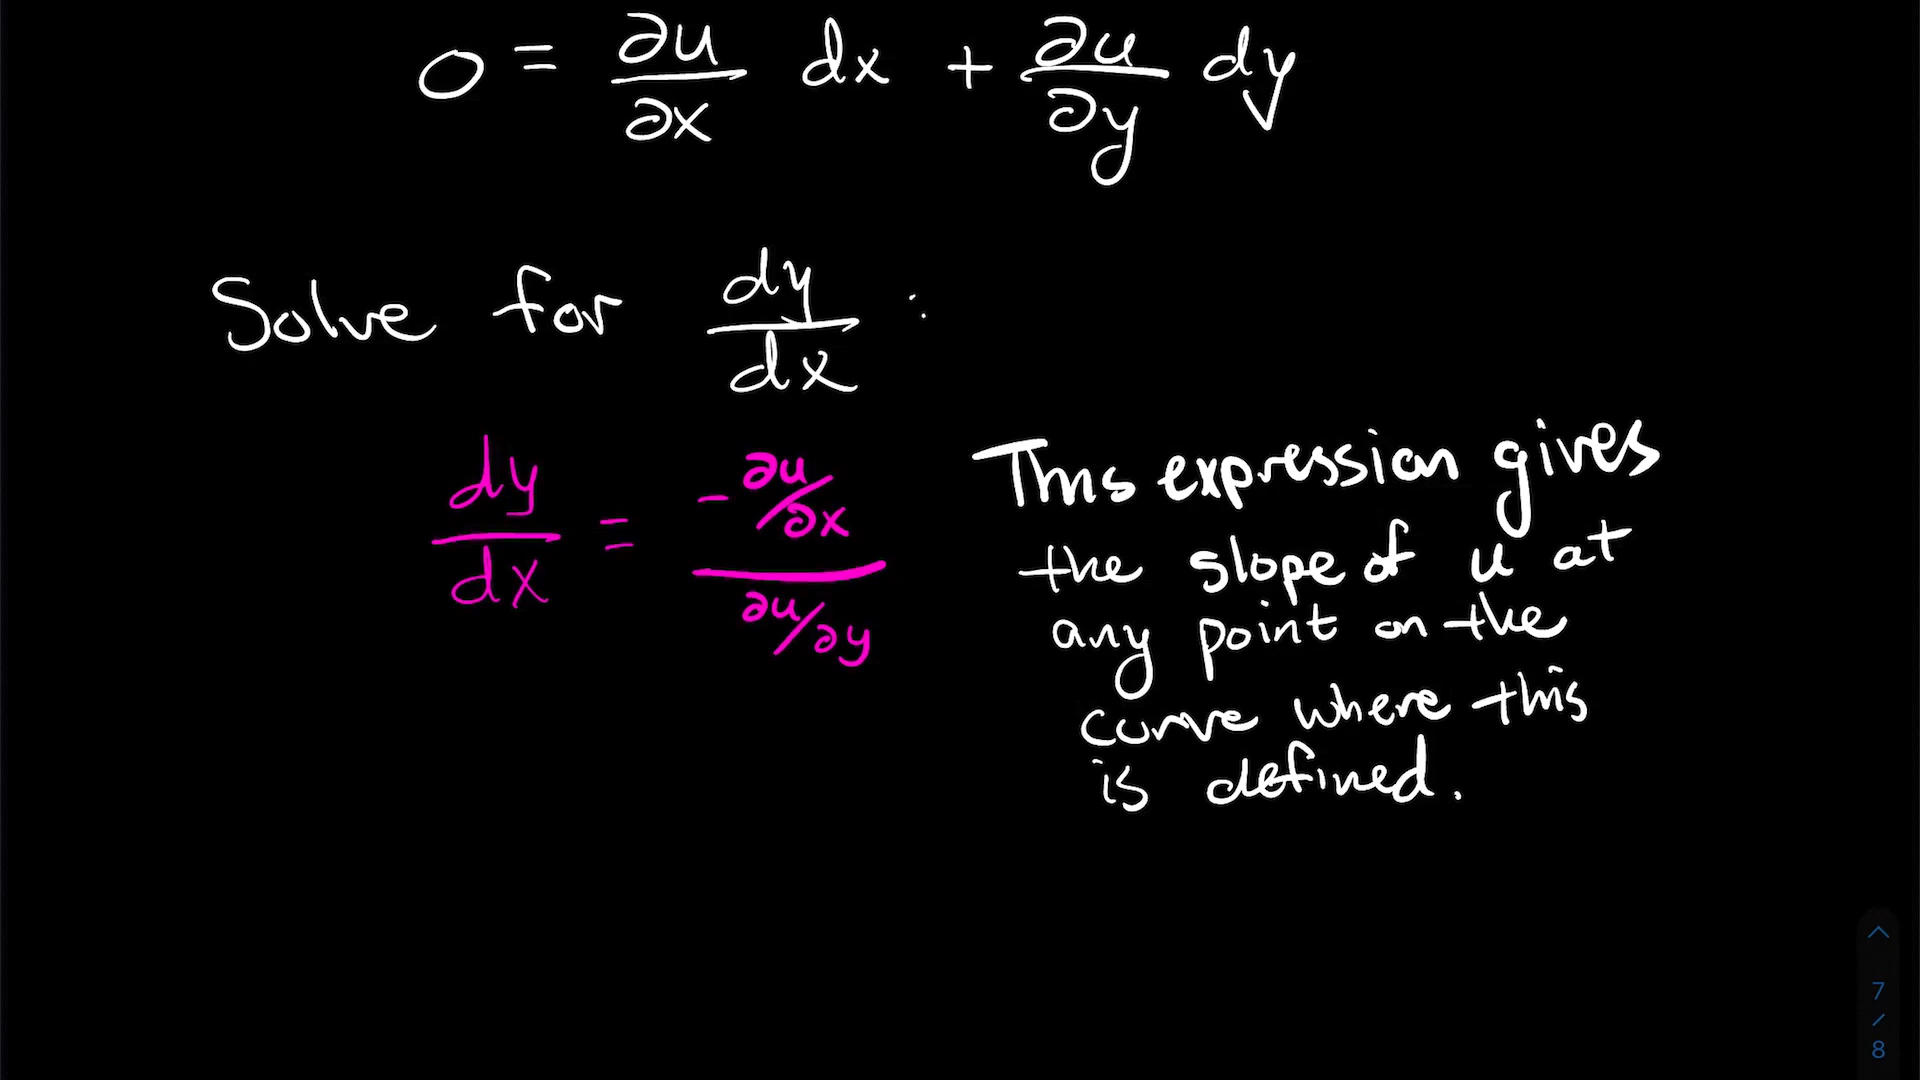 0 = ∂u/∂x dx + ∂u/∂y dy
Solve for dy/dx :
dy/dx = -∂u/∂x / ∂u/∂y
This expression gives
the slope of u at
any point on the
curve where this
is defined.
7
/
8